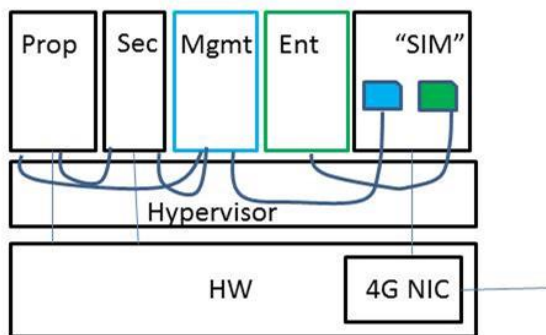 Prop Sec Mgmt Ent “SIM”
Hypervisor
HW 4G NIC